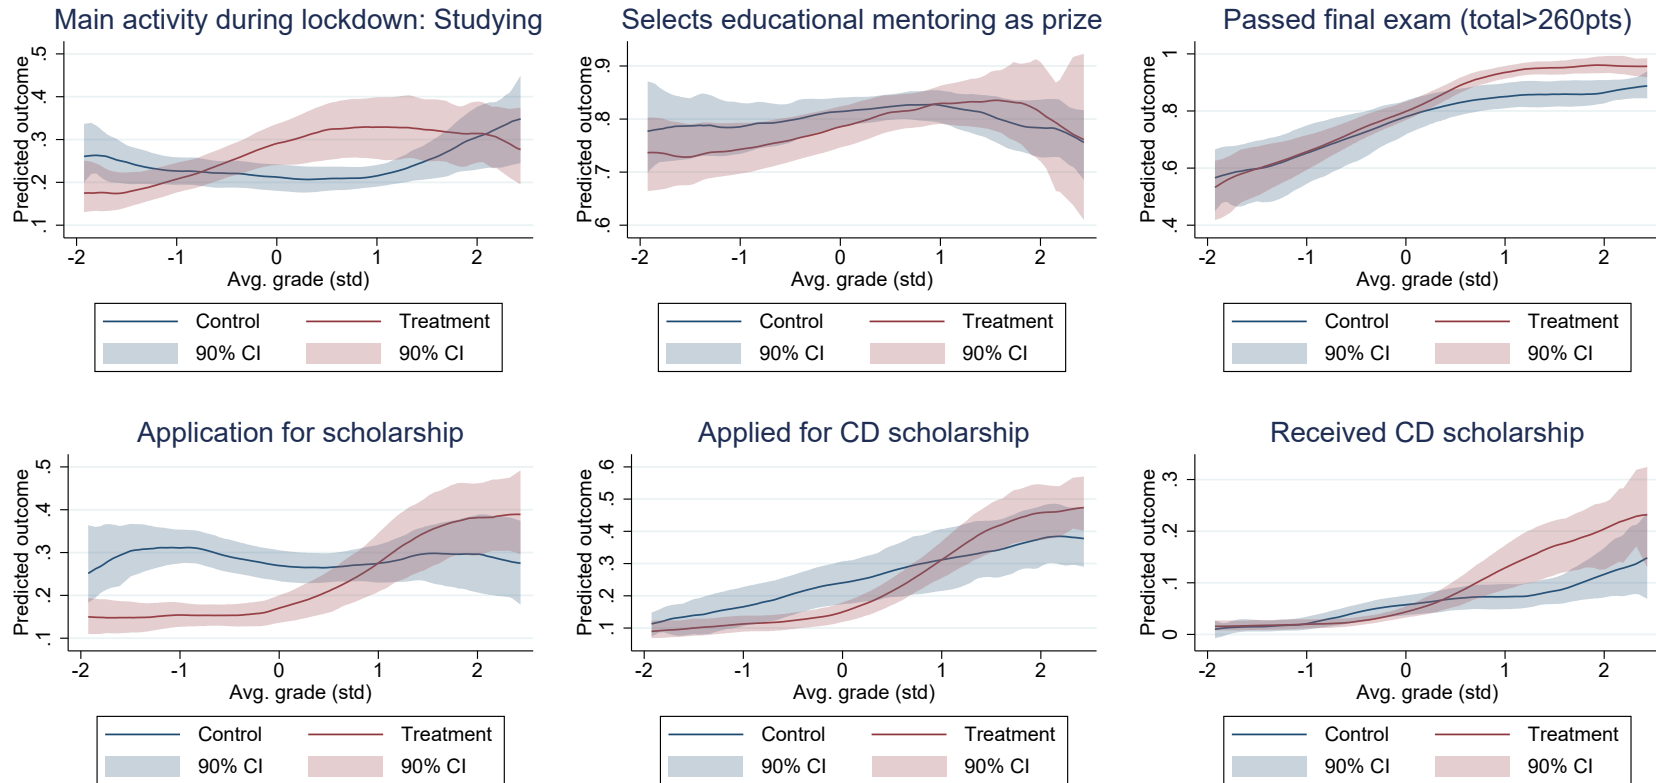 Main activity during lockdown: Studying
Predicted outcome
.5
.4
.3
.2
.1
-2 -1 0 1 2
Avg. grade (std)
Control Treatment
90% CI 90% CI
Selects educational mentoring as prize
Predicted outcome
.9
.8
.7
.6
-2 -1 0 1 2
Avg. grade (std)
Control Treatment
90% CI 90% CI
Passed final exam (total>260pts)
Predicted outcome
1
.8
.6
.4
-2 -1 0 1 2
Avg. grade (std)
Control Treatment
90% CI 90% CI
Application for scholarship
Predicted outcome
.5
.4
.3
.2
.1
-2 -1 0 1 2
Avg. grade (std)
Control Treatment
90% CI 90% CI
Applied for CD scholarship
Predicted outcome
.6
.5
.4
.3
.2
.1
-2 -1 0 1 2
Avg. grade (std)
Control Treatment
90% CI 90% CI
Received CD scholarship
Predicted outcome
.3
.2
.1
0
-2 -1 0 1 2
Avg. grade (std)
Control Treatment
90% CI 90% CI